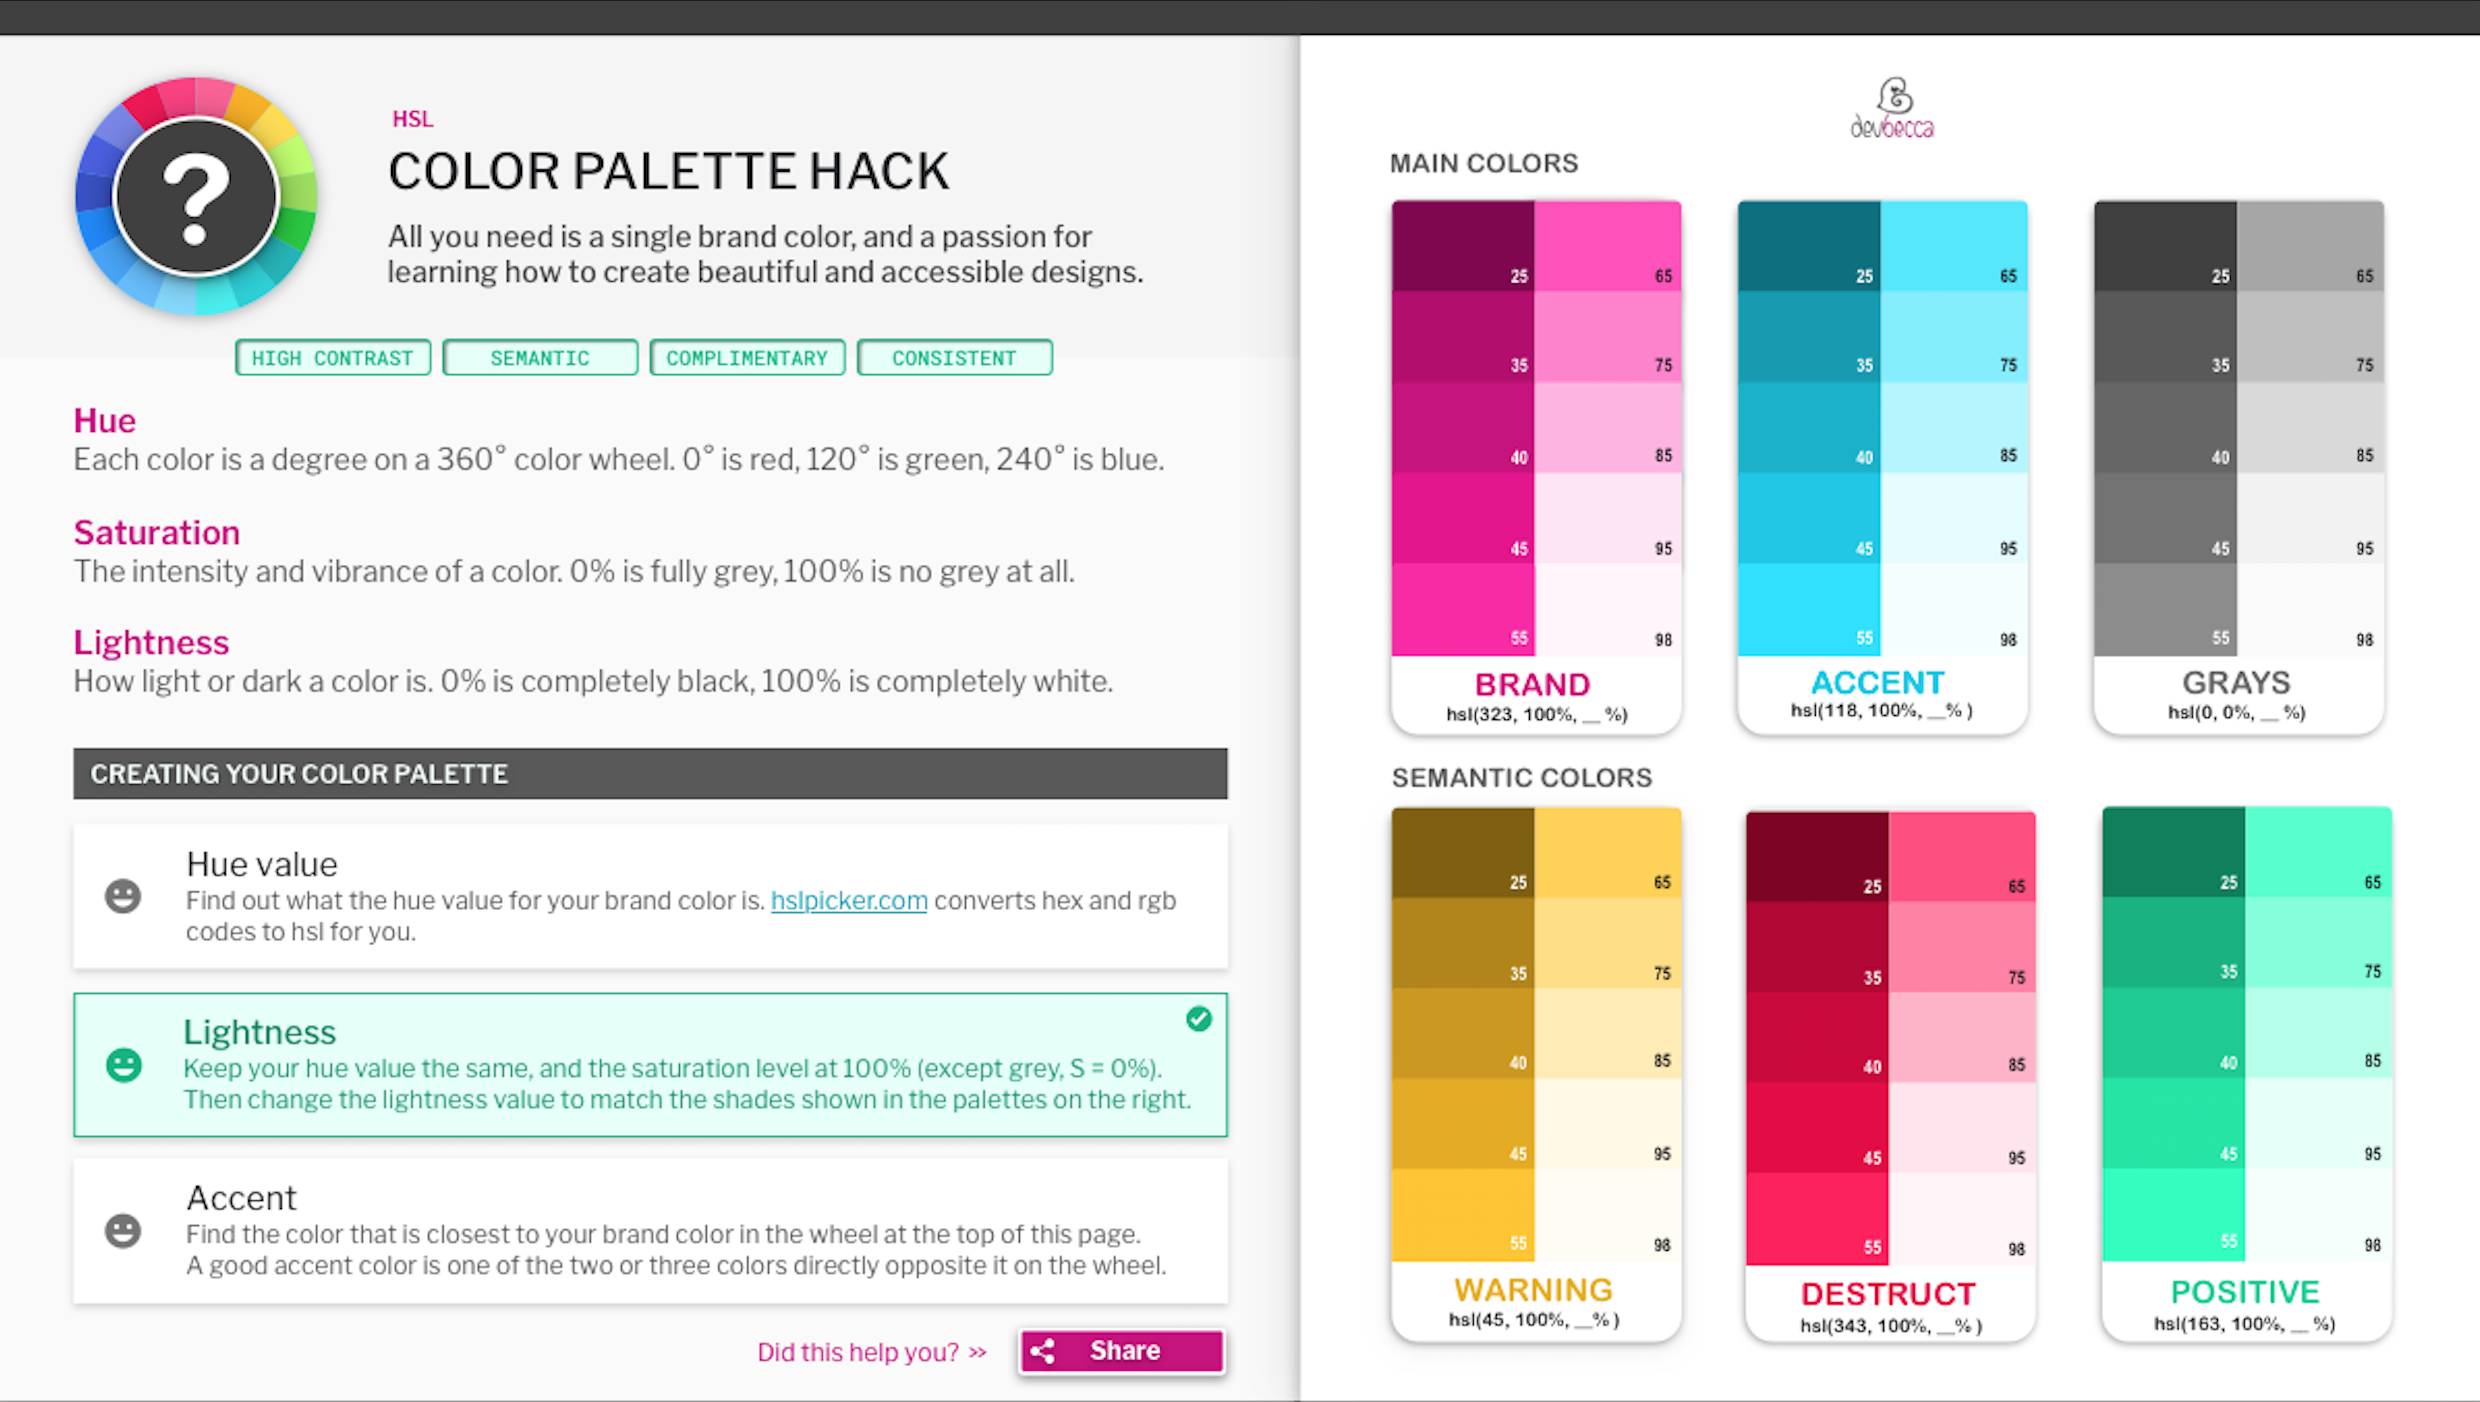 HSL
COLOR PALETTE HACK
All you need is a single brand color, and a passion for
learning how to create beautiful and accessible designs.
HIGH CONTRAST
SEMANTIC
COMPLIMENTARY
CONSISTENT
Hue
Each color is a degree on a 360° color wheel. 0° is red, 120° is green, 240° is blue.
Saturation
The intensity and vibrance of a color. 0% is fully grey, 100% is no grey at all.
Lightness
How light or dark a color is. 0% is completely black, 100% is completely white.
CREATING YOUR COLOR PALETTE
Hue value
Find out what the hue value for your brand color is. hslpicker.com converts hex and rgb
codes to hsl for you.
Lightness
Keep your hue value the same, and the saturation level at 100% (except grey, S = 0%).
Then change the lightness value to match the shades shown in the palettes on the right.
Accent
Find the color that is closest to your brand color in the wheel at the top of this page.
A good accent color is one of the two or three colors directly opposite it on the wheel.
Did this help you? >>
Share
devbecca
MAIN COLORS
25 65
35 75
40 85
45 95
55 98
BRAND
hsl(323, 100%, __ %)
25 65
35 75
40 85
45 95
55 98
ACCENT
hsl(118, 100%, __% )
25 65
35 75
40 85
45 95
55 98
GRAYS
hsl(0, 0%, __ %)
SEMANTIC COLORS
25 65
35 75
40 85
45 95
55 98
WARNING
hsl(45, 100%, __% )
25 65
35 75
40 85
45 95
55 98
DESTRUCT
hsl(343, 100%, __% )
25 65
35 75
40 85
45 95
55 98
POSITIVE
hsl(163, 100%, __ %)